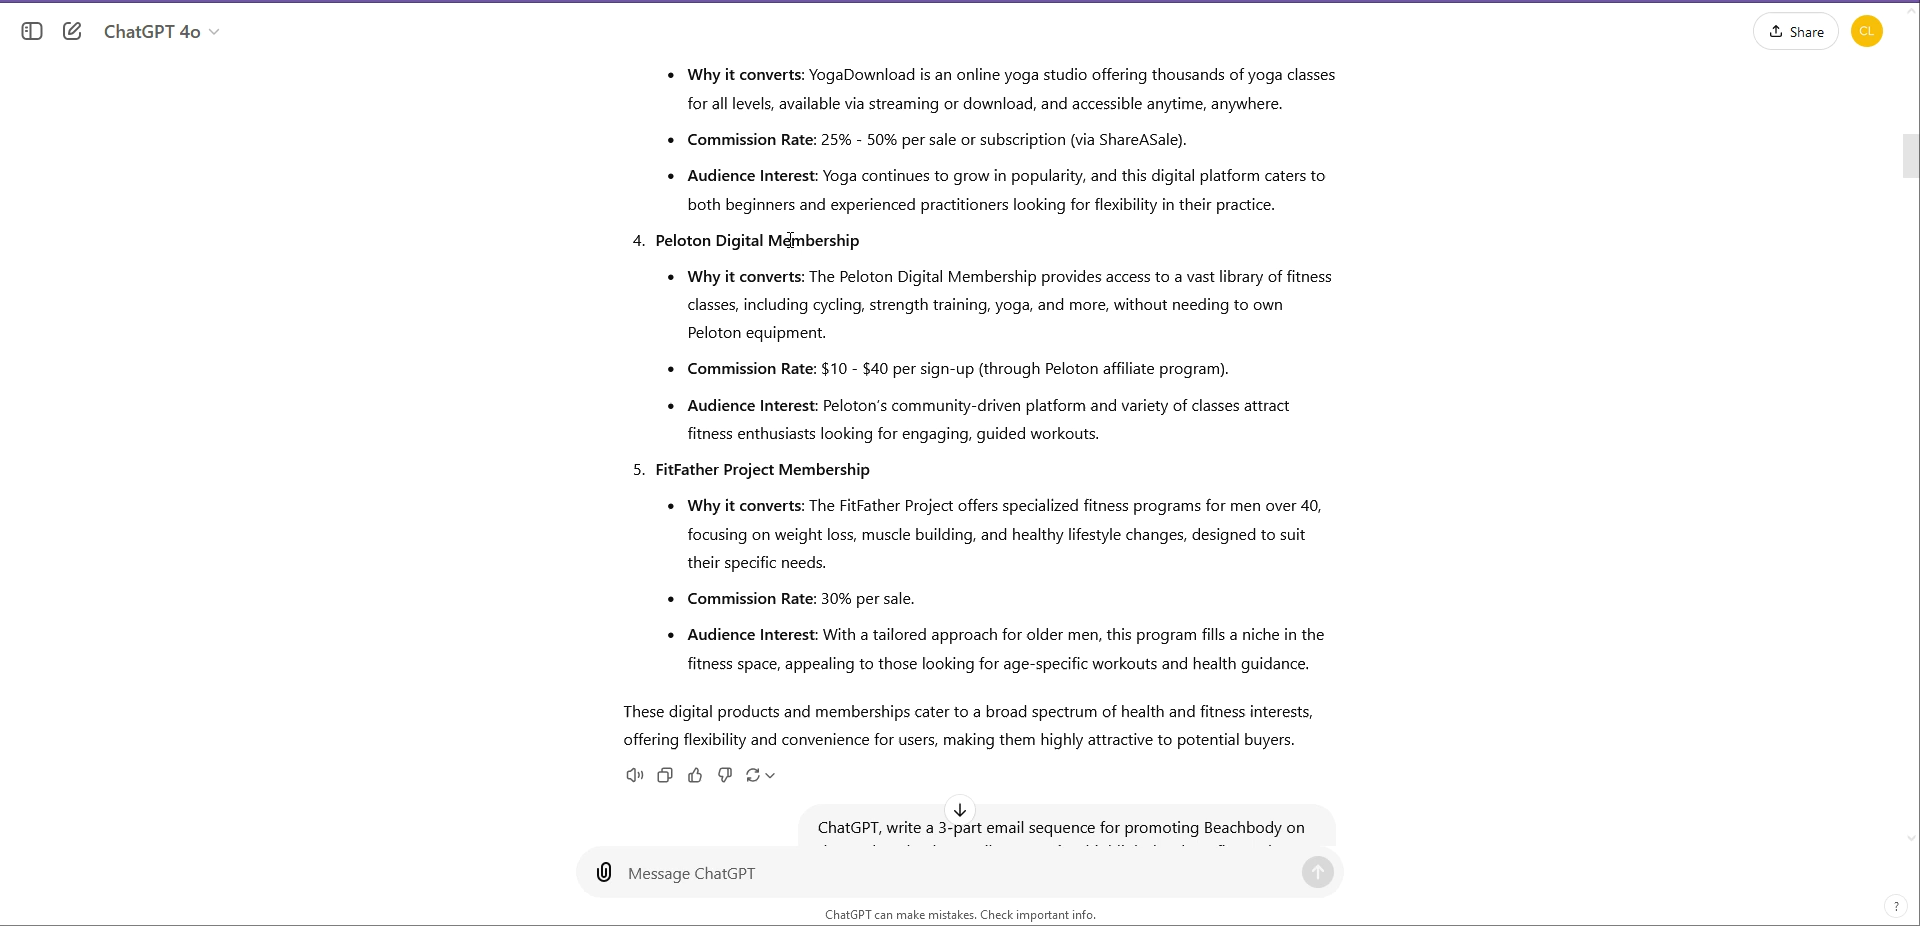 ChatGPT 4o
Share
CL
• Why it converts: YogaDownload is an online yoga studio offering thousands of yoga classes
for all levels, available via streaming or download, and accessible anytime, anywhere.
• Commission Rate: 25% - 50% per sale or subscription (via ShareASale).
• Audience Interest: Yoga continues to grow in popularity, and this digital platform caters to
both beginners and experienced practitioners looking for flexibility in their practice.
4. Peloton Digital Membership
• Why it converts: The Peloton Digital Membership provides access to a vast library of fitness
classes, including cycling, strength training, yoga, and more, without needing to own
Peloton equipment.
• Commission Rate: $10 - $40 per sign-up (through Peloton affiliate program).
• Audience Interest: Peloton's community-driven platform and variety of classes attract
fitness enthusiasts looking for engaging, guided workouts.
5. FitFather Project Membership
• Why it converts: The FitFather Project offers specialized fitness programs for men over 40,
focusing on weight loss, muscle building, and healthy lifestyle changes, designed to suit
their specific needs.
• Commission Rate: 30% per sale.
• Audience Interest: With a tailored approach for older men, this program fills a niche in the
fitness space, appealing to those looking for age-specific workouts and health guidance.
These digital products and memberships cater to a broad spectrum of health and fitness interests,
offering flexibility and convenience for users, making them highly attractive to potential buyers.
ChatGPT, write a 3-part email sequence for promoting Beachbody on
Message ChatGPT
ChatGPT can make mistakes. Check important info.
?